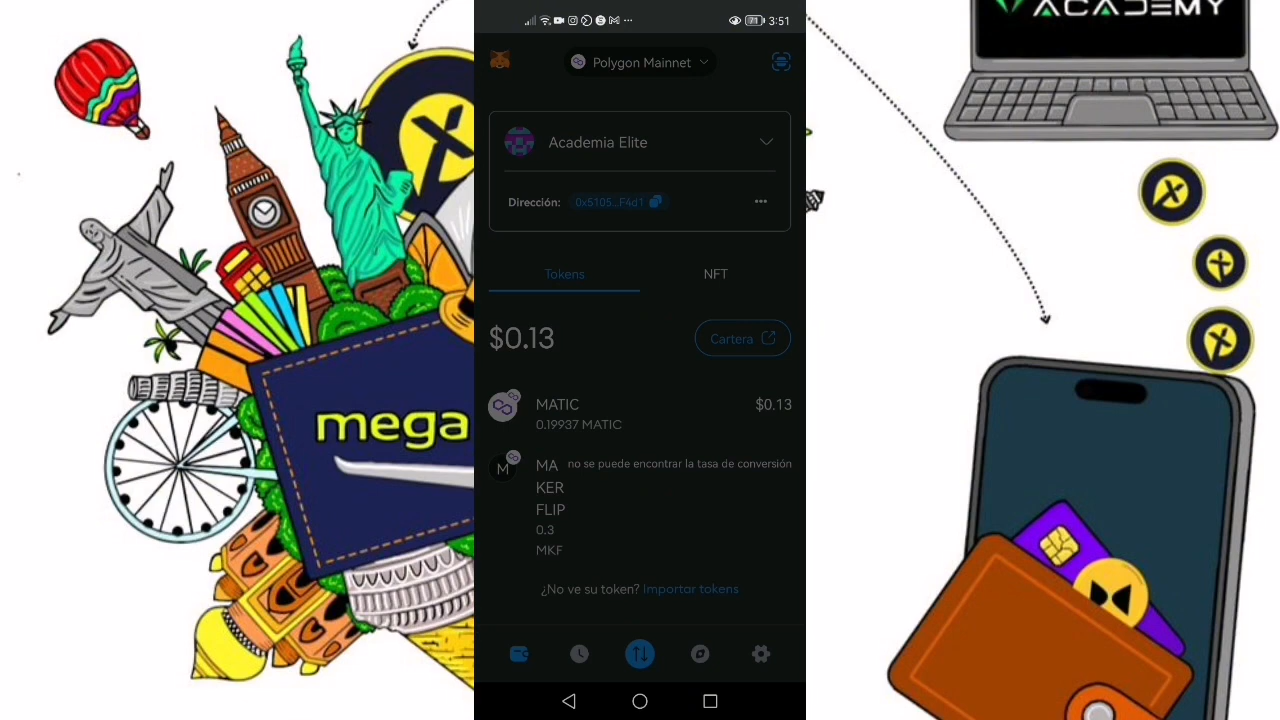 ACADEMY
71 3:51
Polygon Mainnet
Academia Elite
Dirección: 0x5105...F4d1
Tokens NFT
$0.13 Cartera
MATIC $0.13
0.19937 MATIC
M MA no se puede encontrar la tasa de conversión
KER
FLIP
0.3
MKF
¿No ve su token? Importar tokens
mega